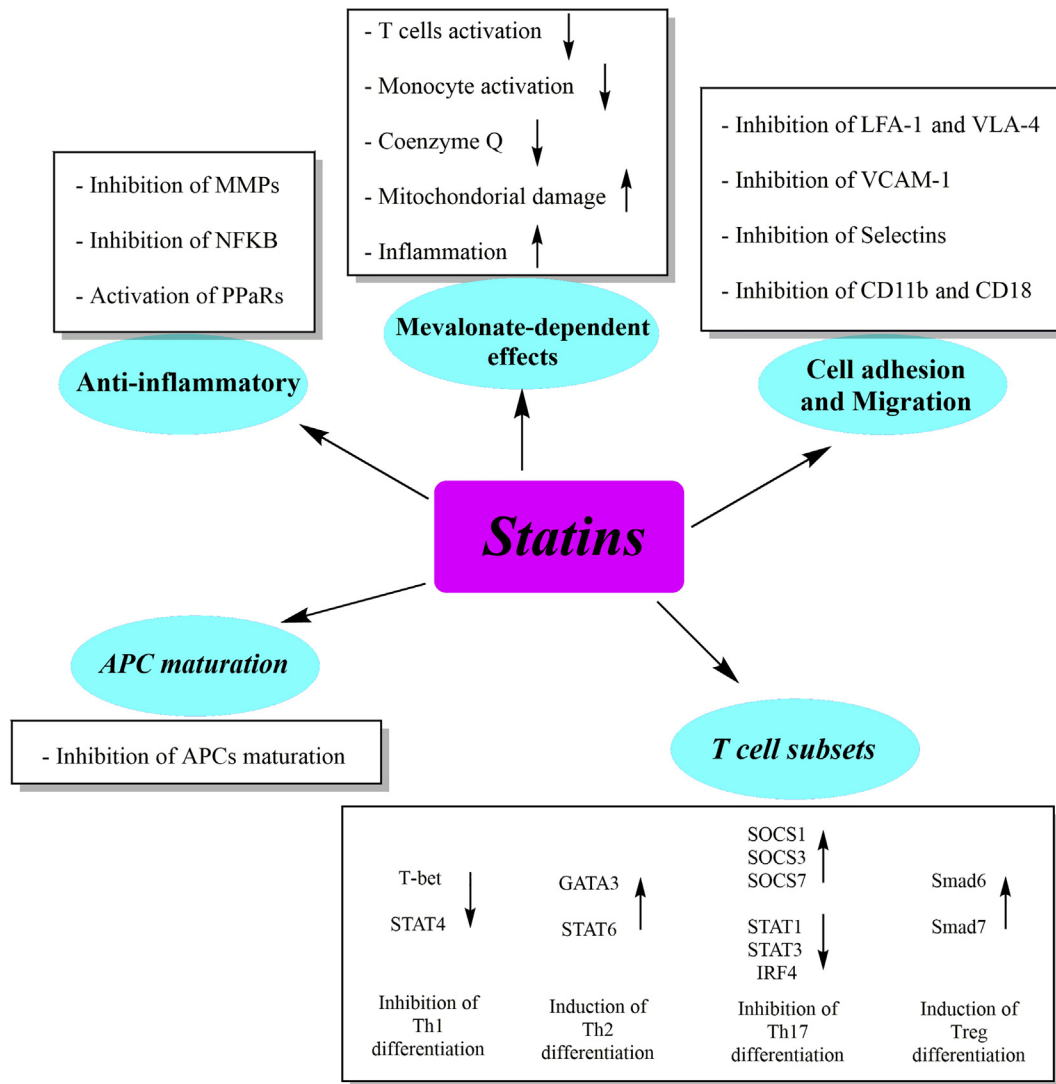 - T cells activation
- Monocyte activation
- Coenzyme Q
- Mitochondorial damage
- Inflammation
Mevalonate-dependent
effects
- Inhibition of MMPs
- Inhibition of NFKB
- Activation of PPaRs
Anti-inflammatory
- Inhibition of LFA-1 and VLA-4
- Inhibition of VCAM-1
- Inhibition of Selectins
- Inhibition of CD11b and CD18
Cell adhesion
and Migration
Statins
APC maturation
- Inhibition of APCs maturation
T cell subsets
T-bet
STAT4
Inhibition of
Th1
differentiation
GATA3
STAT6
Induction of
Th2
differentiation
SOCS1
SOCS3
SOCS7
STAT1
STAT3
IRF4
Inhibition of
Th17
differentiation
Smad6
Smad7
Induction of
Treg
differentiation